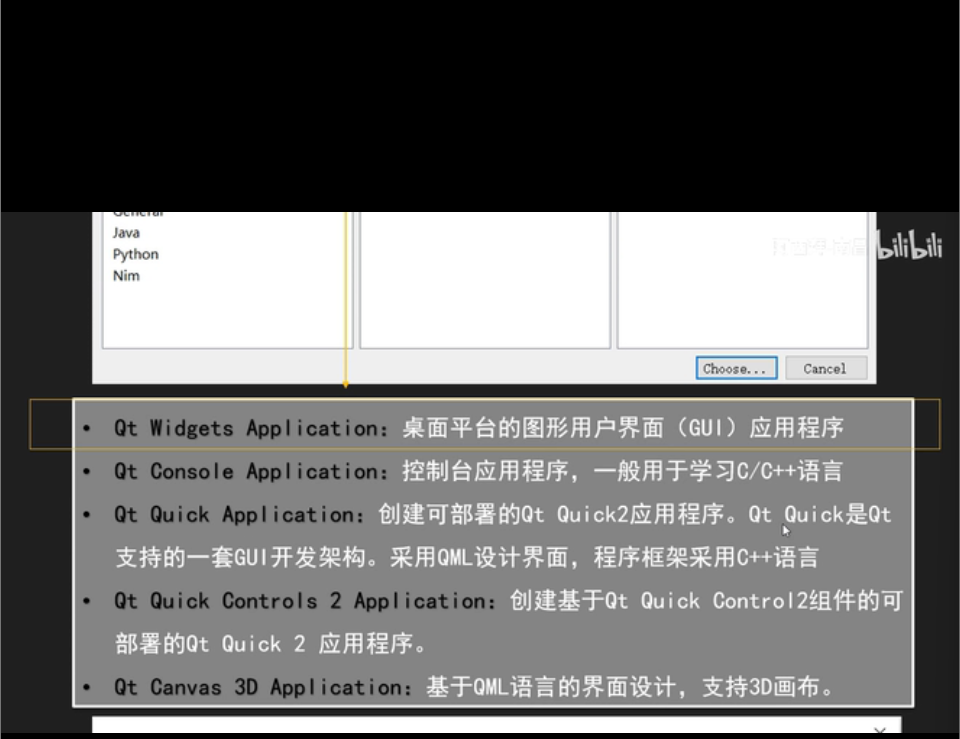 General
Java
Python
Nim
bilibili
Choose... Cancel
• Qt Widgets Application: 桌面平台的图形用户界面（GUI）应用程序
• Qt Console Application: 控制台应用程序，一般用于学习C/C++语言
• Qt Quick Application: 创建可部署的Qt Quick2应用程序。Qt Quick是Qt
支持的一套GUI开发架构。采用QML设计界面，程序框架采用C++语言
• Qt Quick Controls 2 Application: 创建基于Qt Quick Control2组件的可
部署的Qt Quick 2 应用程序。
• Qt Canvas 3D Application: 基于QML语言的界面设计，支持3D画布。